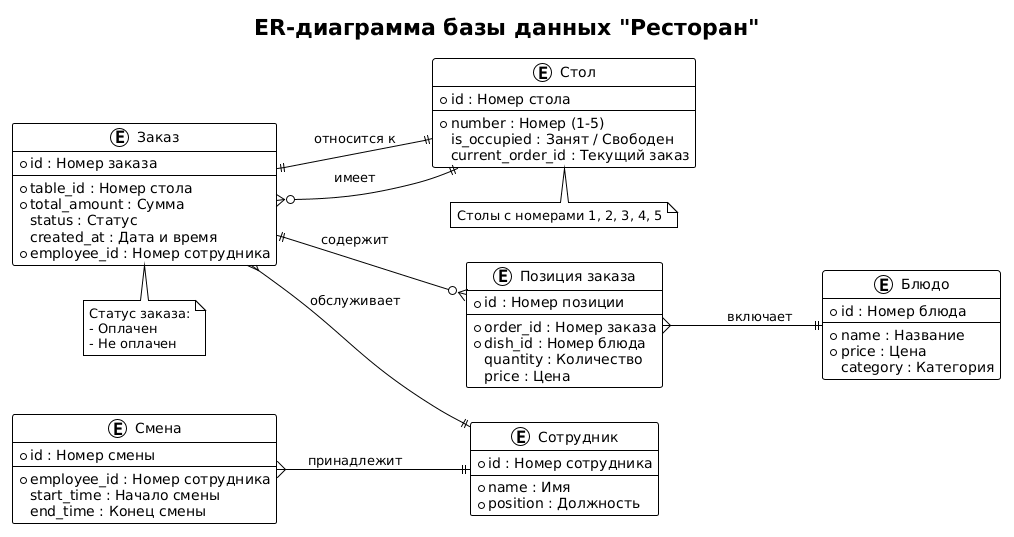 ER-диаграмма базы данных "Ресторан"
E Стол
id : Номер стола
number : Номер (1-5)
is_occupied : Занят / Свободен
current_order_id : Текущий заказ
Столы с номерами 1, 2, 3, 4, 5
E Заказ
id : Номер заказа
table_id : Номер стола
total_amount : Сумма
status : Статус
created_at : Дата и время
employee_id : Номер сотрудника
Статус заказа:
- Оплачен
- Не оплачен
относится к
имеет
содержит
обслуживает
E Позиция заказа
id : Номер позиции
order_id : Номер заказа
dish_id : Номер блюда
quantity : Количество
price : Цена
включает
E Блюдо
id : Номер блюда
name : Название
price : Цена
category : Категория
E Смена
id : Номер смены
employee_id : Номер сотрудника
start_time : Начало смены
end_time : Конец смены
принадлежит
E Сотрудник
id : Номер сотрудника
name : Имя
position : Должность